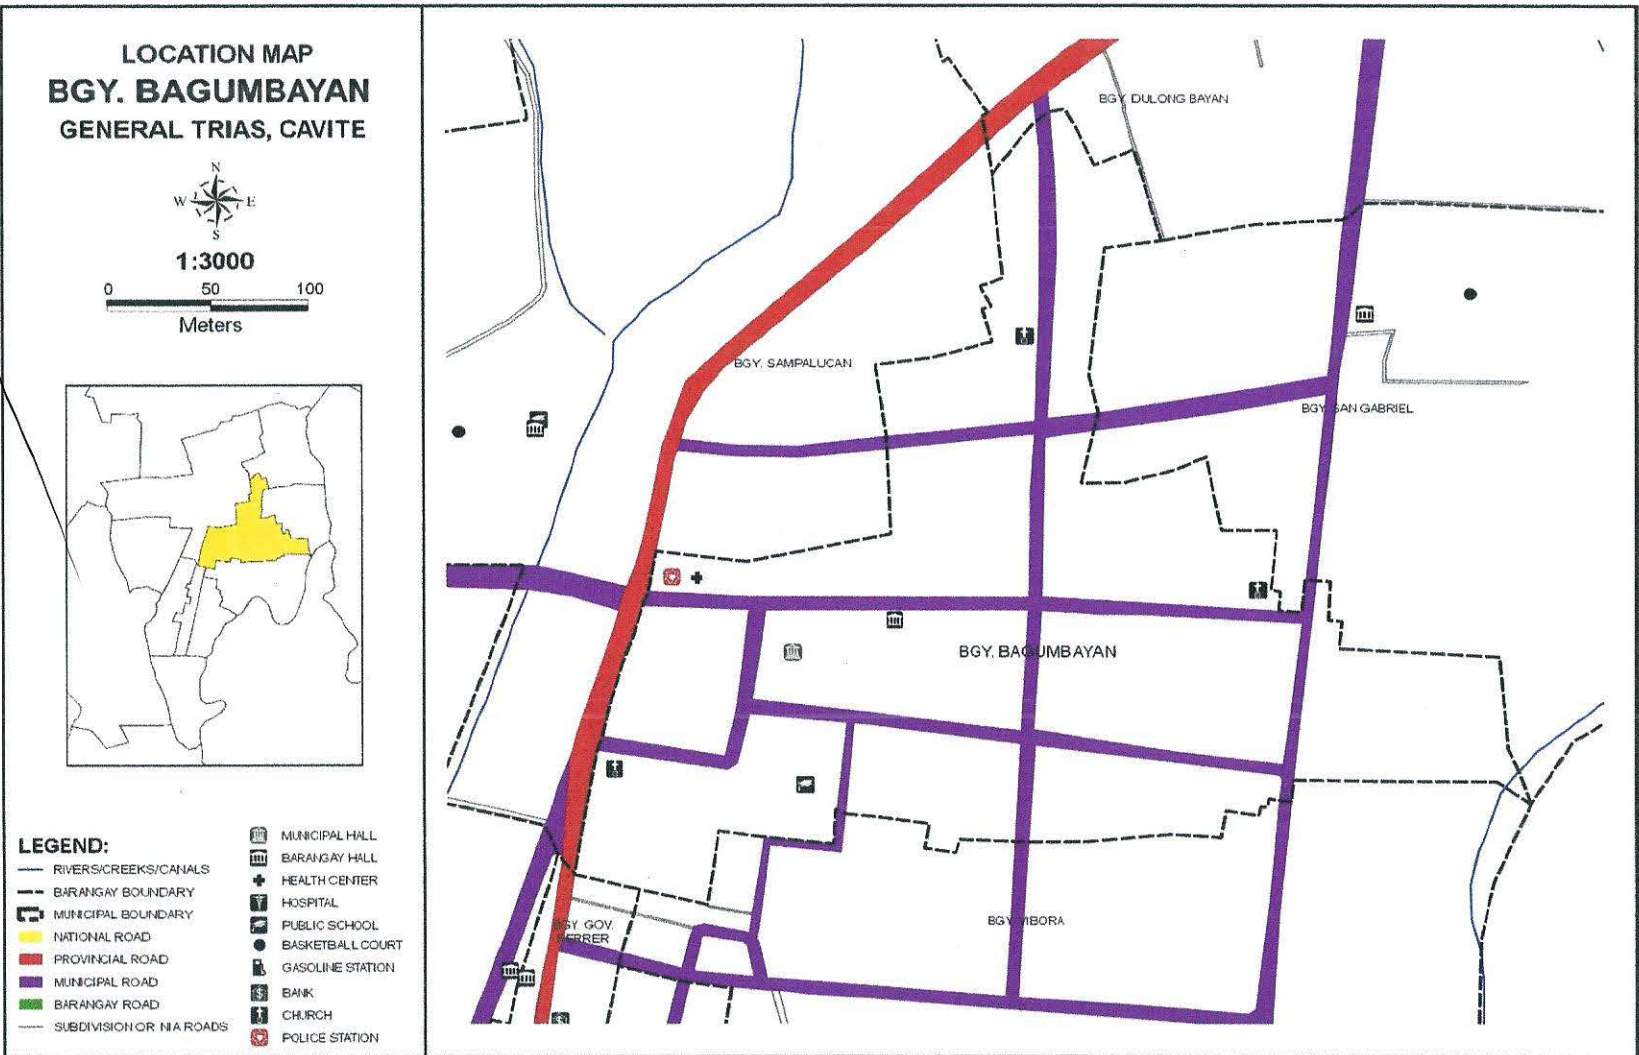 LOCATION MAP
BGY. BAGUMBAYAN
GENERAL TRIAS, CAVITE
N
W E
S
1:3000
0 50 100
Meters
LEGEND:
RIVERS/CREEKS/CANALS
BARANGAY BOUNDARY
MUNICIPAL BOUNDARY
NATIONAL ROAD
PROVINCIAL ROAD
MUNICIPAL ROAD
BARANGAY ROAD
SUBDIVISION OR NIA ROADS
MUNICIPAL HALL
BARANGAY HALL
HEALTH CENTER
HOSPITAL
PUBLIC SCHOOL
BASKETBALL COURT
GASOLINE STATION
BANK
CHURCH
POLICE STATION
BGY. DULONG BAYAN
BGY. SAMPALUCAN
BGY. SAN GABRIEL
BGY. BAGUMBAYAN
BGY. VIBORA
BGY. GOV.
FERRER